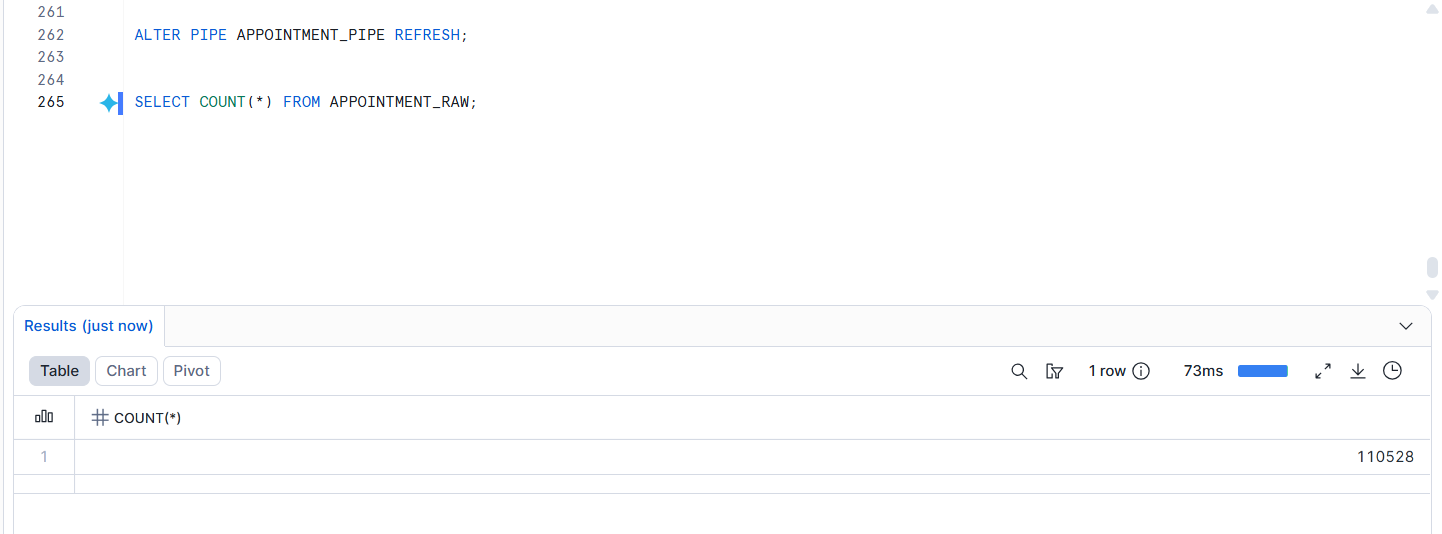 261
262 ALTER PIPE APPOINTMENT_PIPE REFRESH;
263
264
265 SELECT COUNT(*) FROM APPOINTMENT_RAW;
Results (just now)
Table Chart Pivot 1 row 73ms
COUNT(*)
1 110528